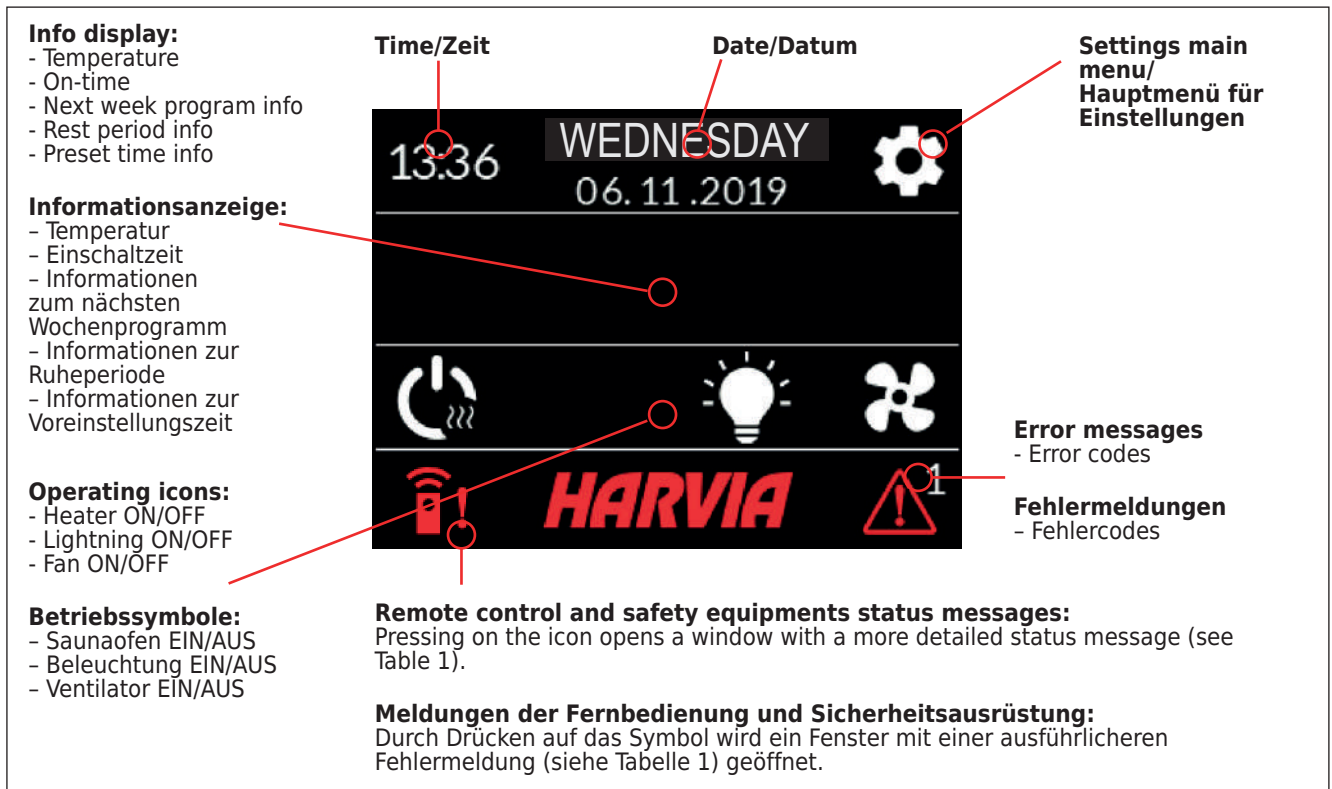 Info display:
- Temperature
- On-time
- Next week program info
- Rest period info
- Preset time info
Informationsanzeige:
– Temperatur
– Einschaltzeit
– Informationen
zum nächsten
Wochenprogramm
– Informationen zur
Ruheperiode
– Informationen zur
Voreinstellungszeit
Operating icons:
- Heater ON/OFF
- Lightning ON/OFF
- Fan ON/OFF
Betriebssymbole:
– Saunaofen EIN/AUS
– Beleuchtung EIN/AUS
– Ventilator EIN/AUS
Time/Zeit
Date/Datum
Settings main
menu/
Hauptmenü für
Einstellungen
13:36
WEDNESDAY
06. 11 .2019
!
HARVIA
! 1
Error messages
- Error codes
Fehlermeldungen
– Fehlercodes
Remote control and safety equipments status messages:
Pressing on the icon opens a window with a more detailed status message (see
Table 1).
Meldungen der Fernbedienung und Sicherheitsausrüstung:
Durch Drücken auf das Symbol wird ein Fenster mit einer ausführlicheren
Fehlermeldung (siehe Tabelle 1) geöffnet.